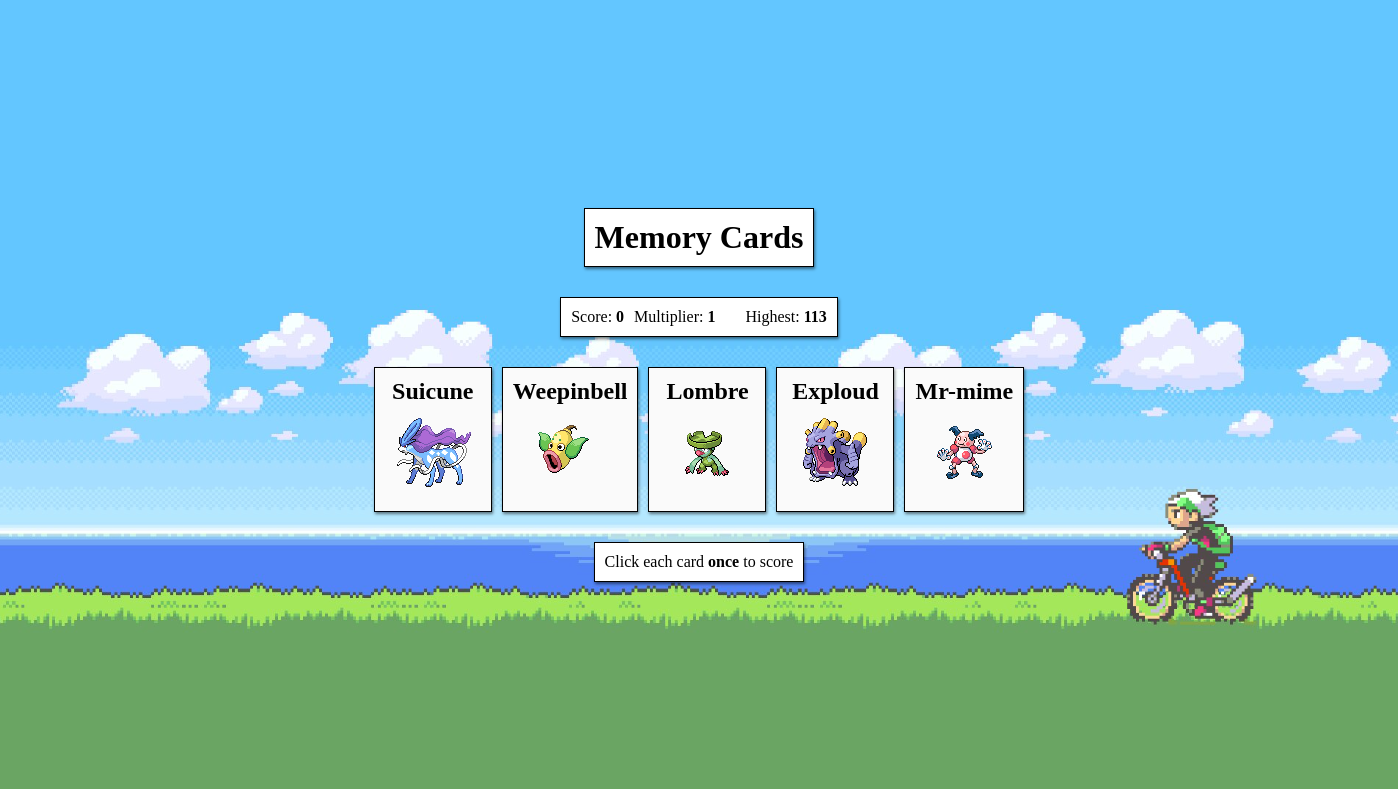 Memory Cards
Score: 0 Multiplier: 1 Highest: 113
Suicune
Weepinbell
Lombre
Exploud
Mr-mime
Click each card once to score